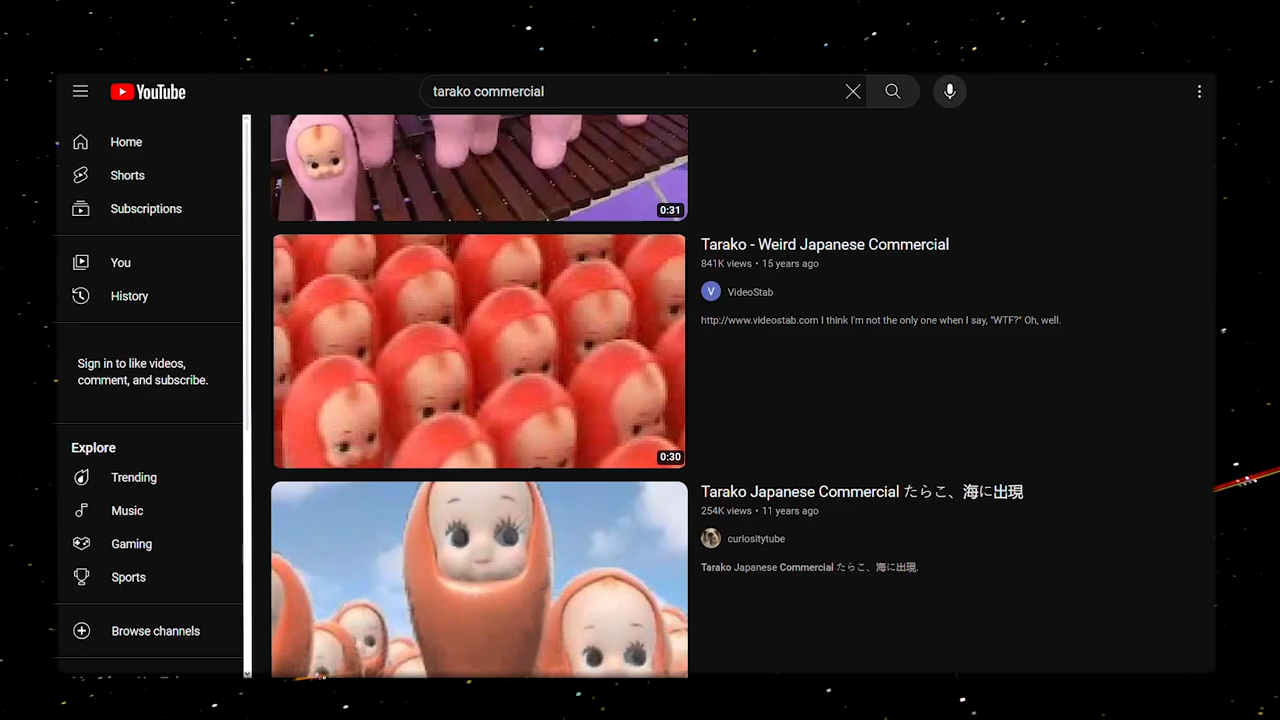 YouTube
tarako commercial
Home
Shorts
Subscriptions
You
History
Sign in to like videos,
comment, and subscribe.
Explore
Trending
Music
Gaming
Sports
Browse channels
0:31
0:30
Tarako - Weird Japanese Commercial
841K views • 15 years ago
V
VideoStab
http://www.videostab.com I think I'm not the only one when I say, "WTF?" Oh, well.
Tarako Japanese Commercial たらこ、海に出現
254K views • 11 years ago
curiositytube
Tarako Japanese Commercial たらこ、海に出現.